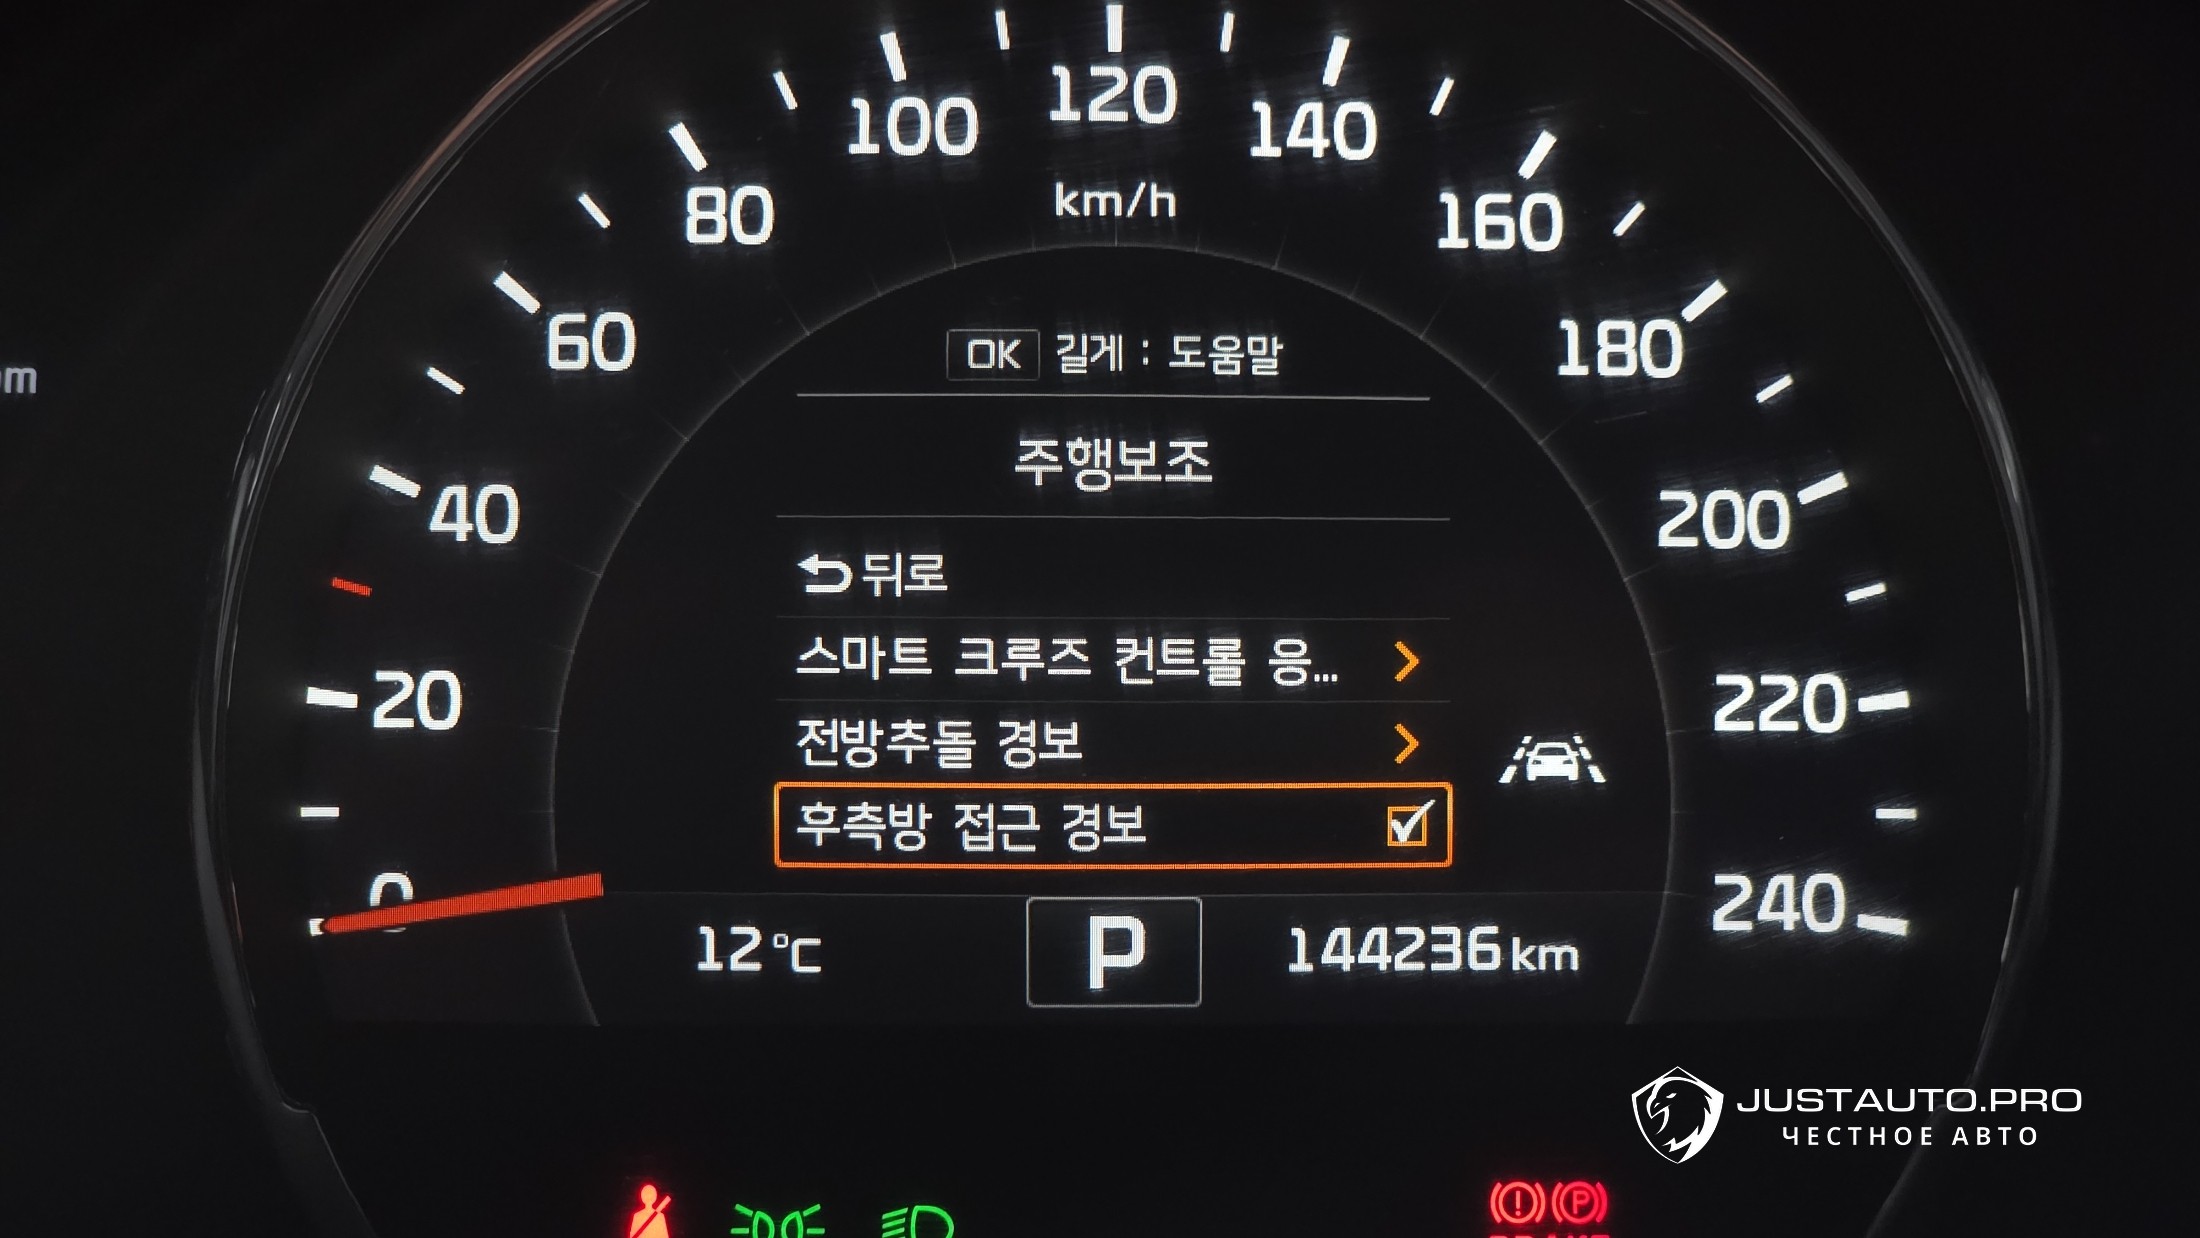 120
100
140
80
km/h
160
60
180
OK 길게 : 도움말
주행보조
40
200
뒤로
스마트 크루즈 컨트롤 응...
20
220
전방추돌 경보
후측방 접근 경보
0
240
12°C
P
144236 km
JUSTAUTO.PRO
ЧЕСТНОЕ АВТО
(!) (P)